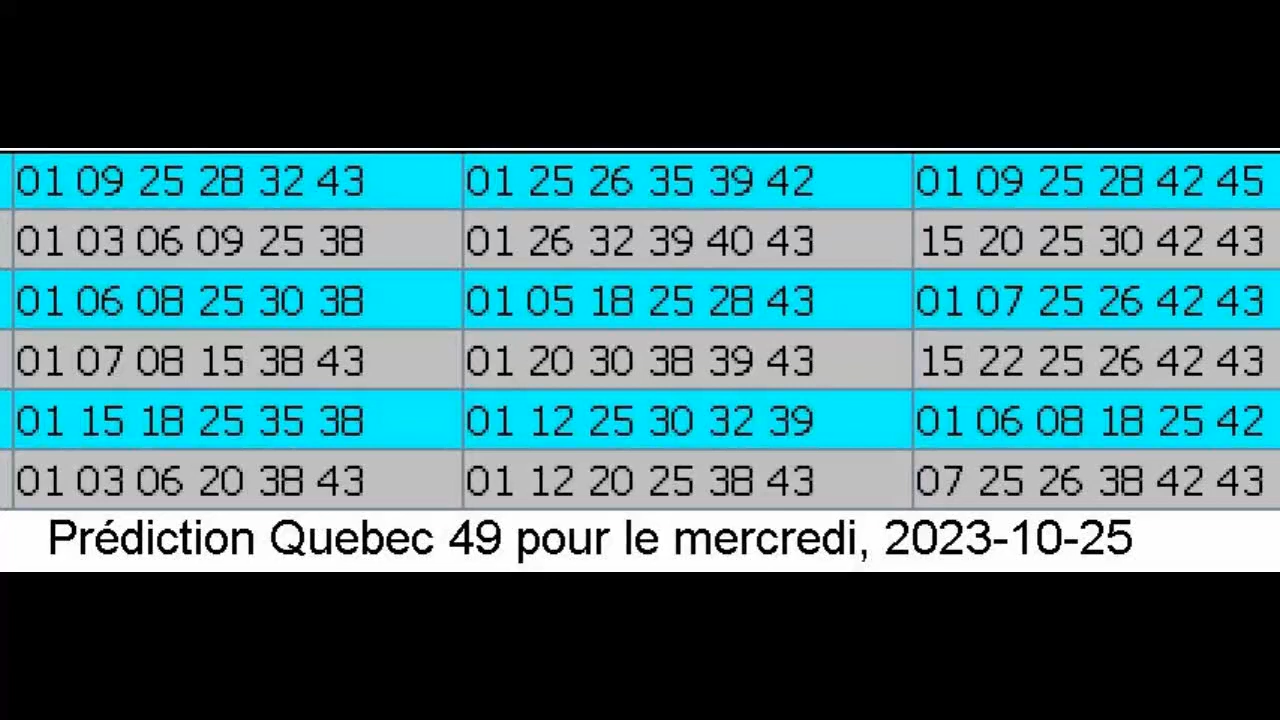 01 09 25 28 32 43 01 25 26 35 39 42 01 09 25 28 42 45
01 03 06 09 25 38 01 26 32 39 40 43 15 20 25 30 42 43
01 06 08 25 30 38 01 05 18 25 28 43 01 07 25 26 42 43
01 07 08 15 38 43 01 20 30 38 39 43 15 22 25 26 42 43
01 15 18 25 35 38 01 12 25 30 32 39 01 06 08 18 25 42
01 03 06 20 38 43 01 12 20 25 38 43 07 25 26 38 42 43
Prédiction Quebec 49 pour le mercredi, 2023-10-25